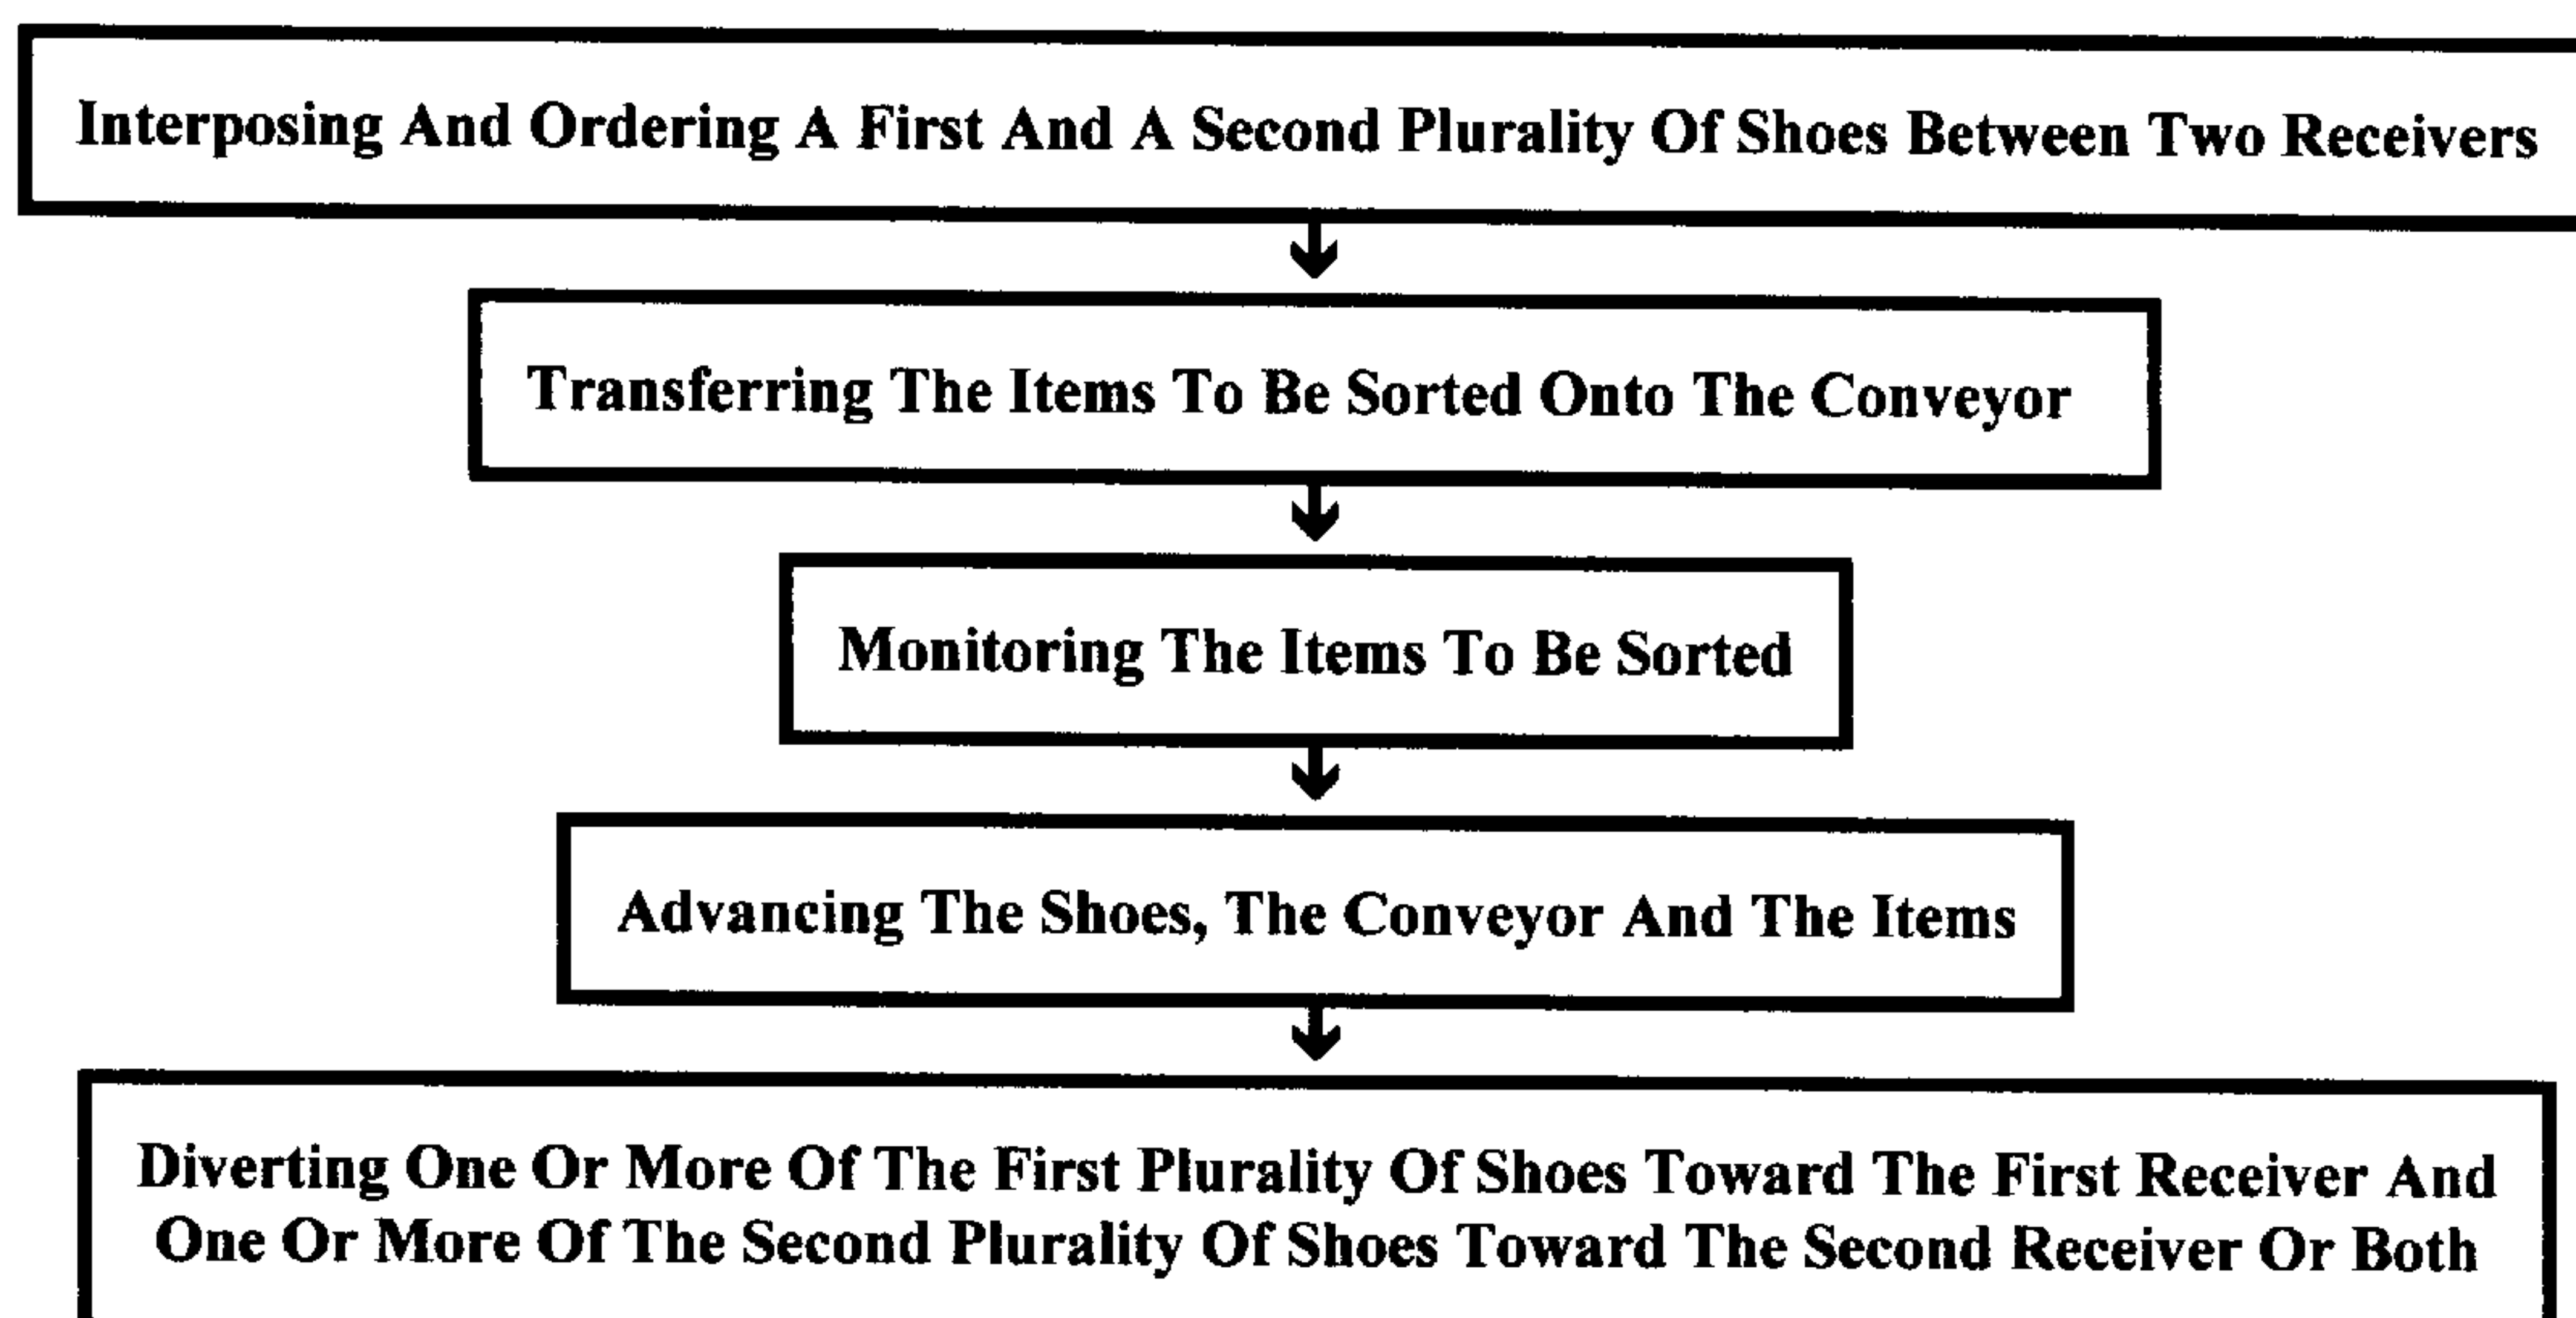 Interposing And Ordering A First And A Second Plurality Of Shoes Between Two Receivers
Transferring The Items To Be Sorted Onto The Conveyor
Monitoring The Items To Be Sorted
Advancing The Shoes, The Conveyor And The Items
Diverting One Or More Of The First Plurality Of Shoes Toward The First Receiver And
One Or More Of The Second Plurality Of Shoes Toward The Second Receiver Or Both